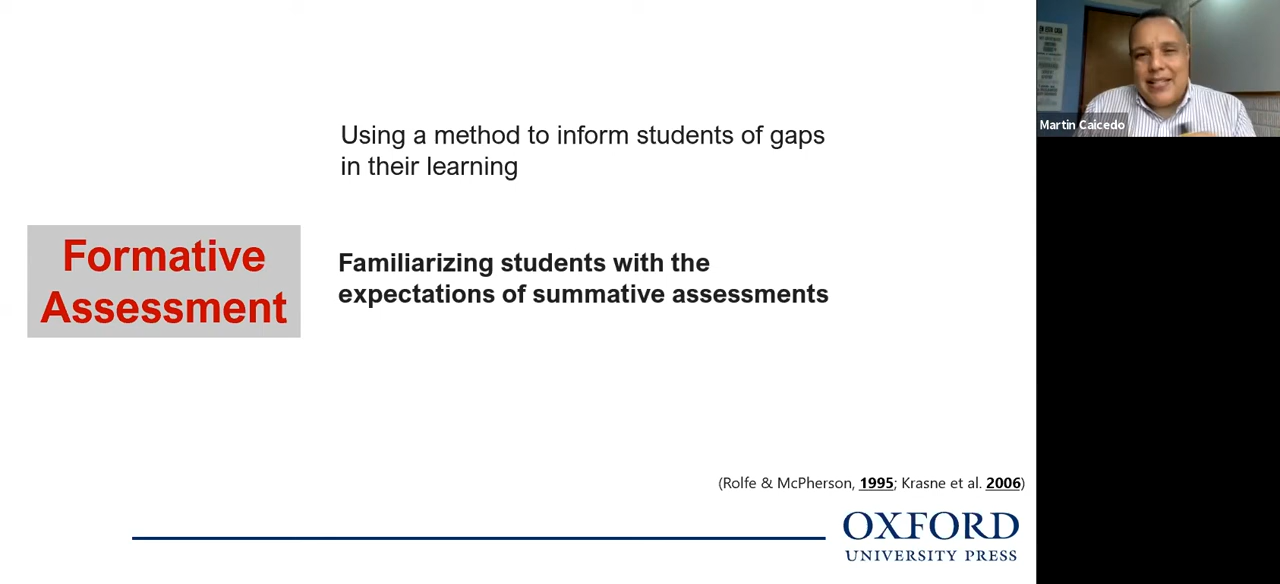 Using a method to inform students of gaps
in their learning
Formative
Assessment
Familiarizing students with the
expectations of summative assessments
(Rolfe & McPherson, 1995; Krasne et al. 2006)
OXFORD
UNIVERSITY PRESS
Martin Caicedo